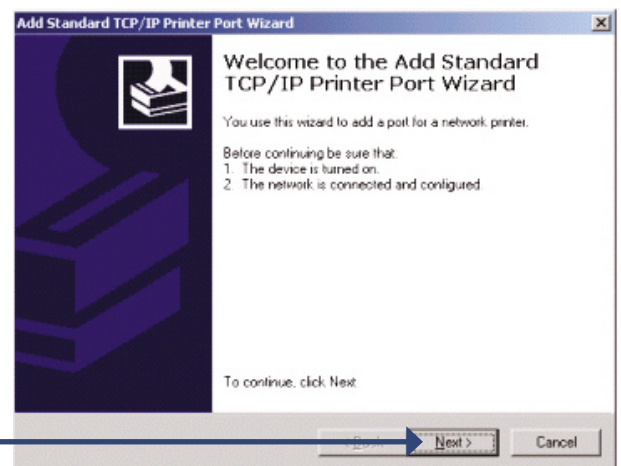 Add Standard TCP/IP Printer Port Wizard
Welcome to the Add Standard
TCP/IP Printer Port Wizard
You use this wizard to add a port for a network printer.
Before continuing be sure that:
1. The device is turned on.
2. The network is connected and configured.
To continue, click Next.
< Back Next > Cancel